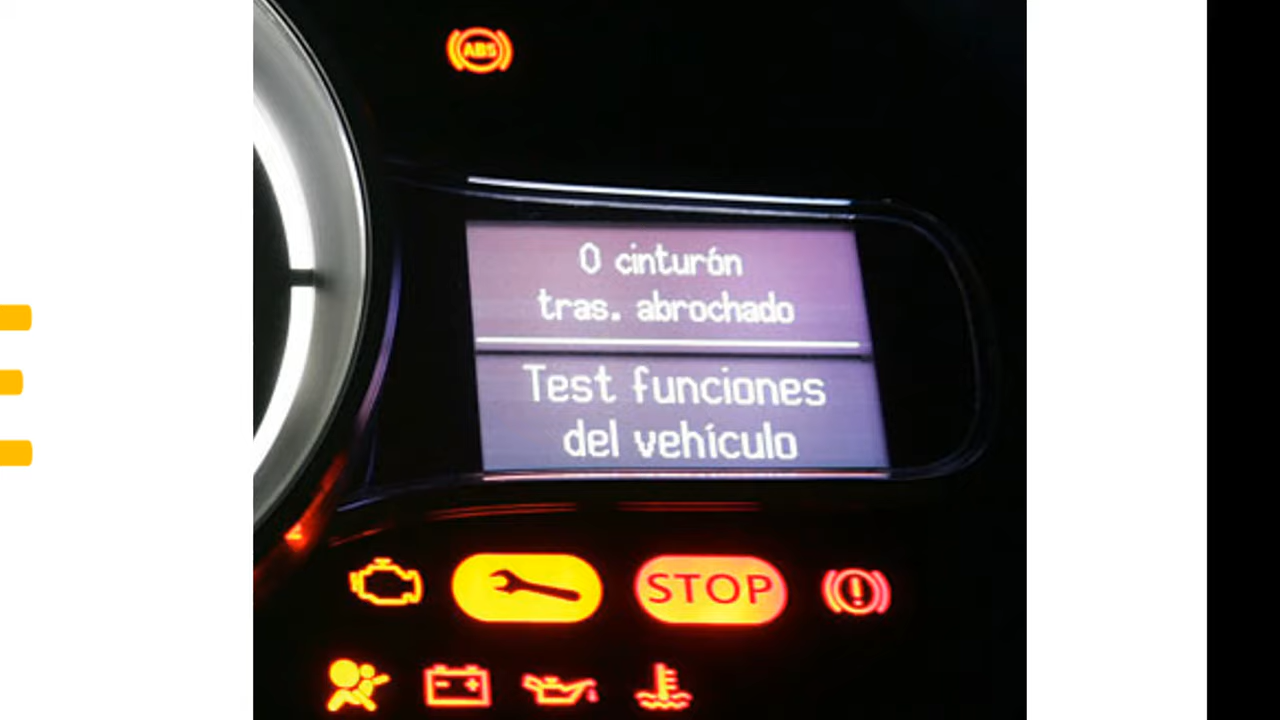 ABS
0 cinturón
tras. abrochado
Test funciones
del vehículo
STOP